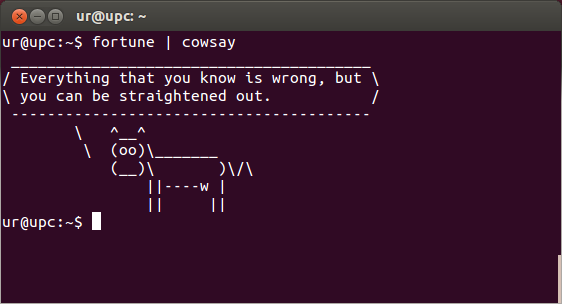 ur@upc: ~
ur@upc:~$ fortune | cowsay
 ________________________________________
/ Everything that you know is wrong, but \
\ you can be straightened out.           /
 ----------------------------------------
        \   ^__^
         \  (oo)\_______
            (__)\       )\/\
                ||----w |
                ||     ||
ur@upc:~$